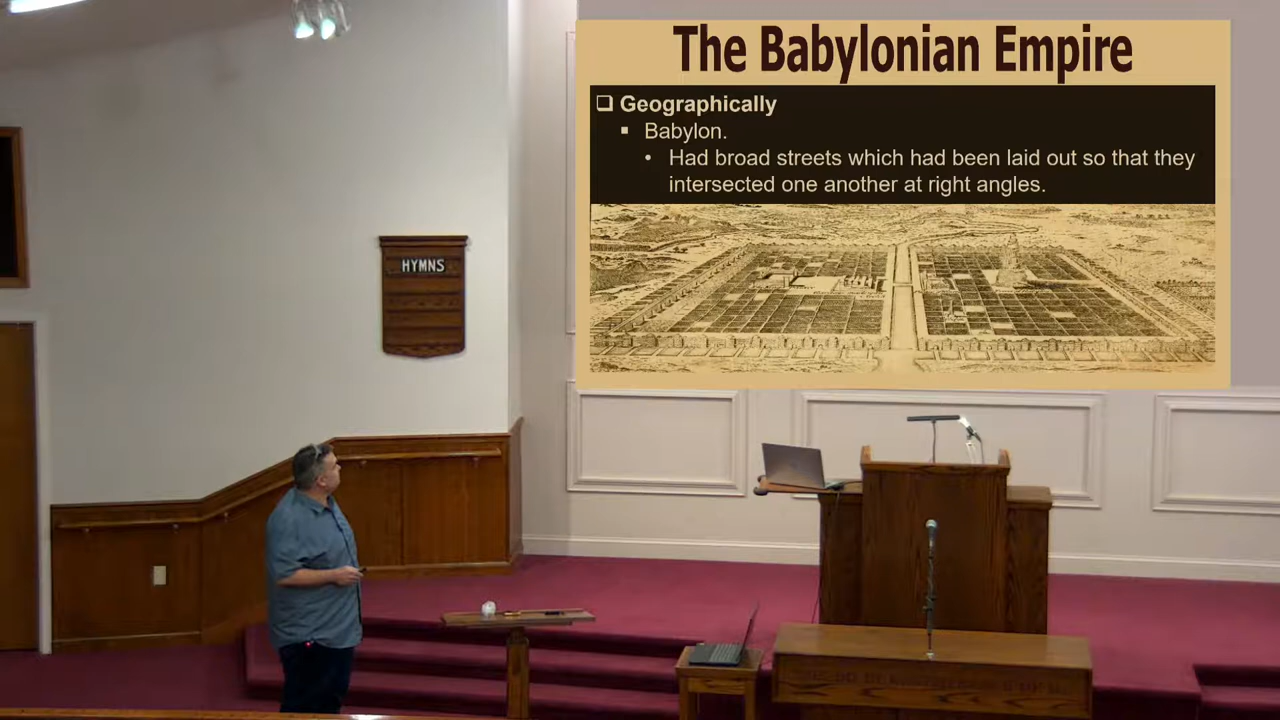 The Babylonian Empire
❑ Geographically
▪ Babylon.
• Had broad streets which had been laid out so that they
intersected one another at right angles.
HYMNS